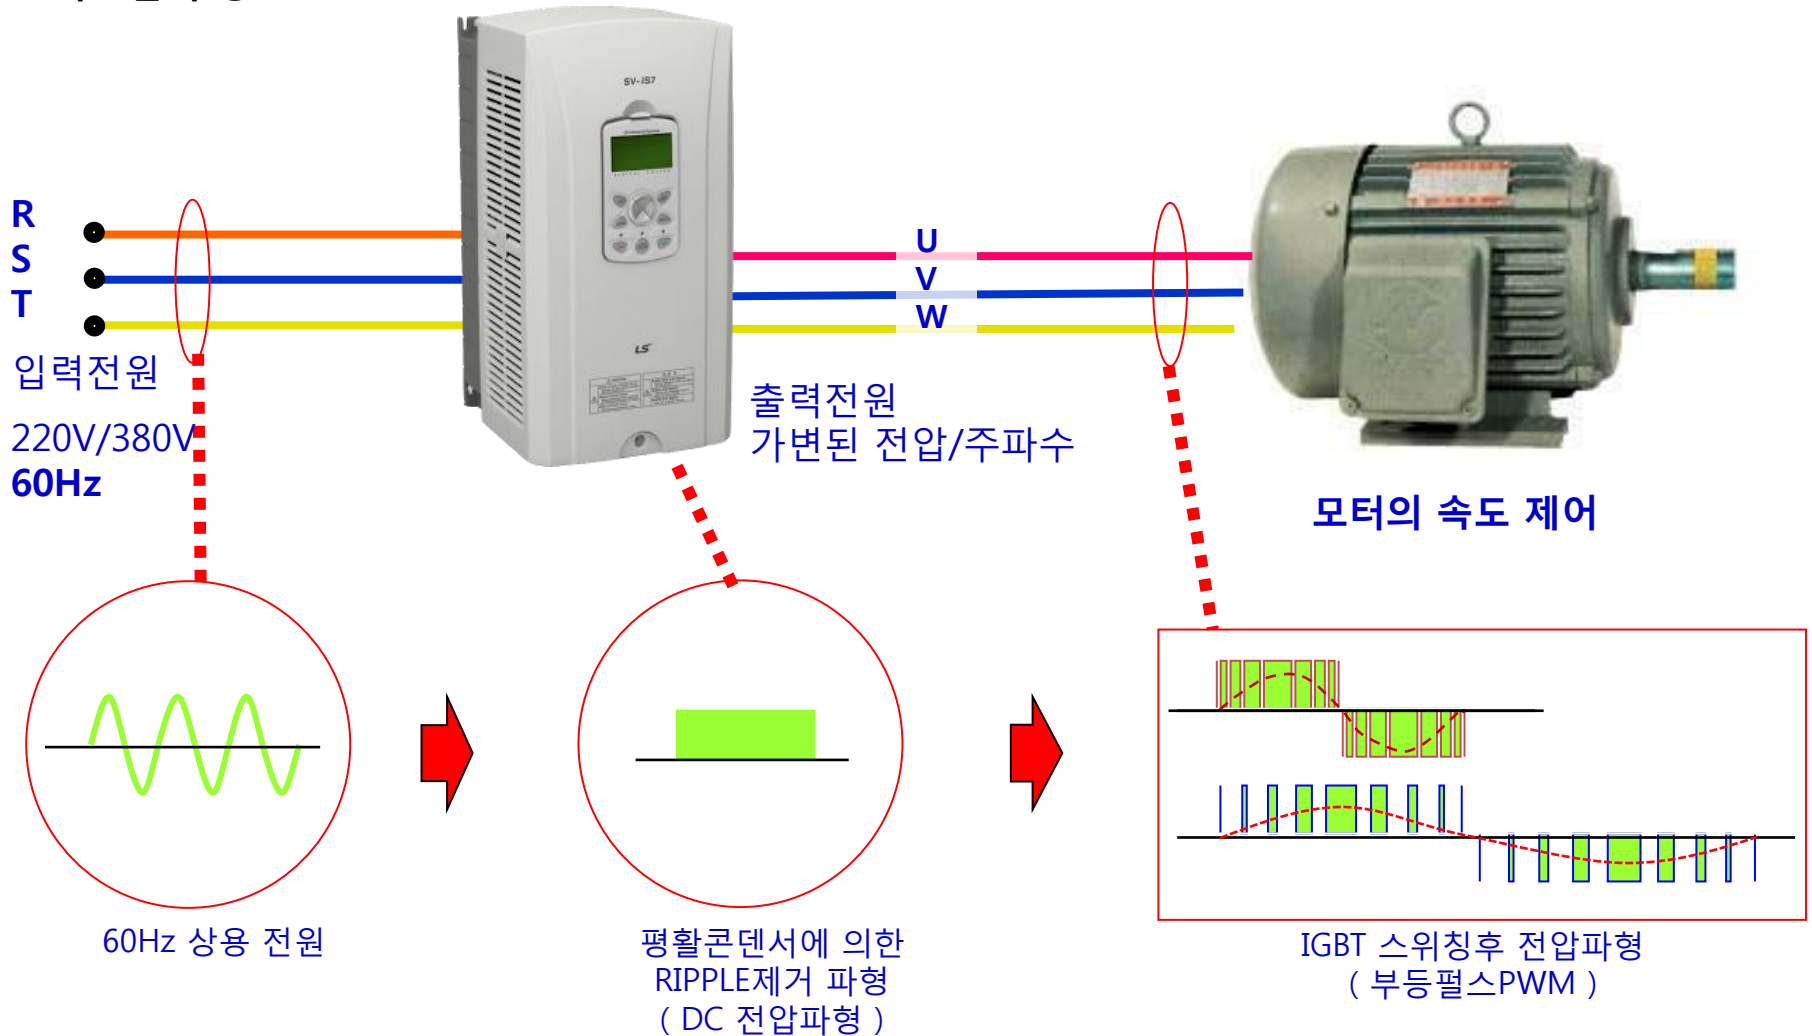 SV-iS7
R
S
T
U
V
W
LS
입력전원
220V/380V
60Hz
출력전원
가변된 전압/주파수
모터의 속도 제어
60Hz 상용 전원
평활콘덴서에 의한
RIPPLE제거 파형
( DC 전압파형 )
IGBT 스위칭후 전압파형
( 부등펄스PWM )